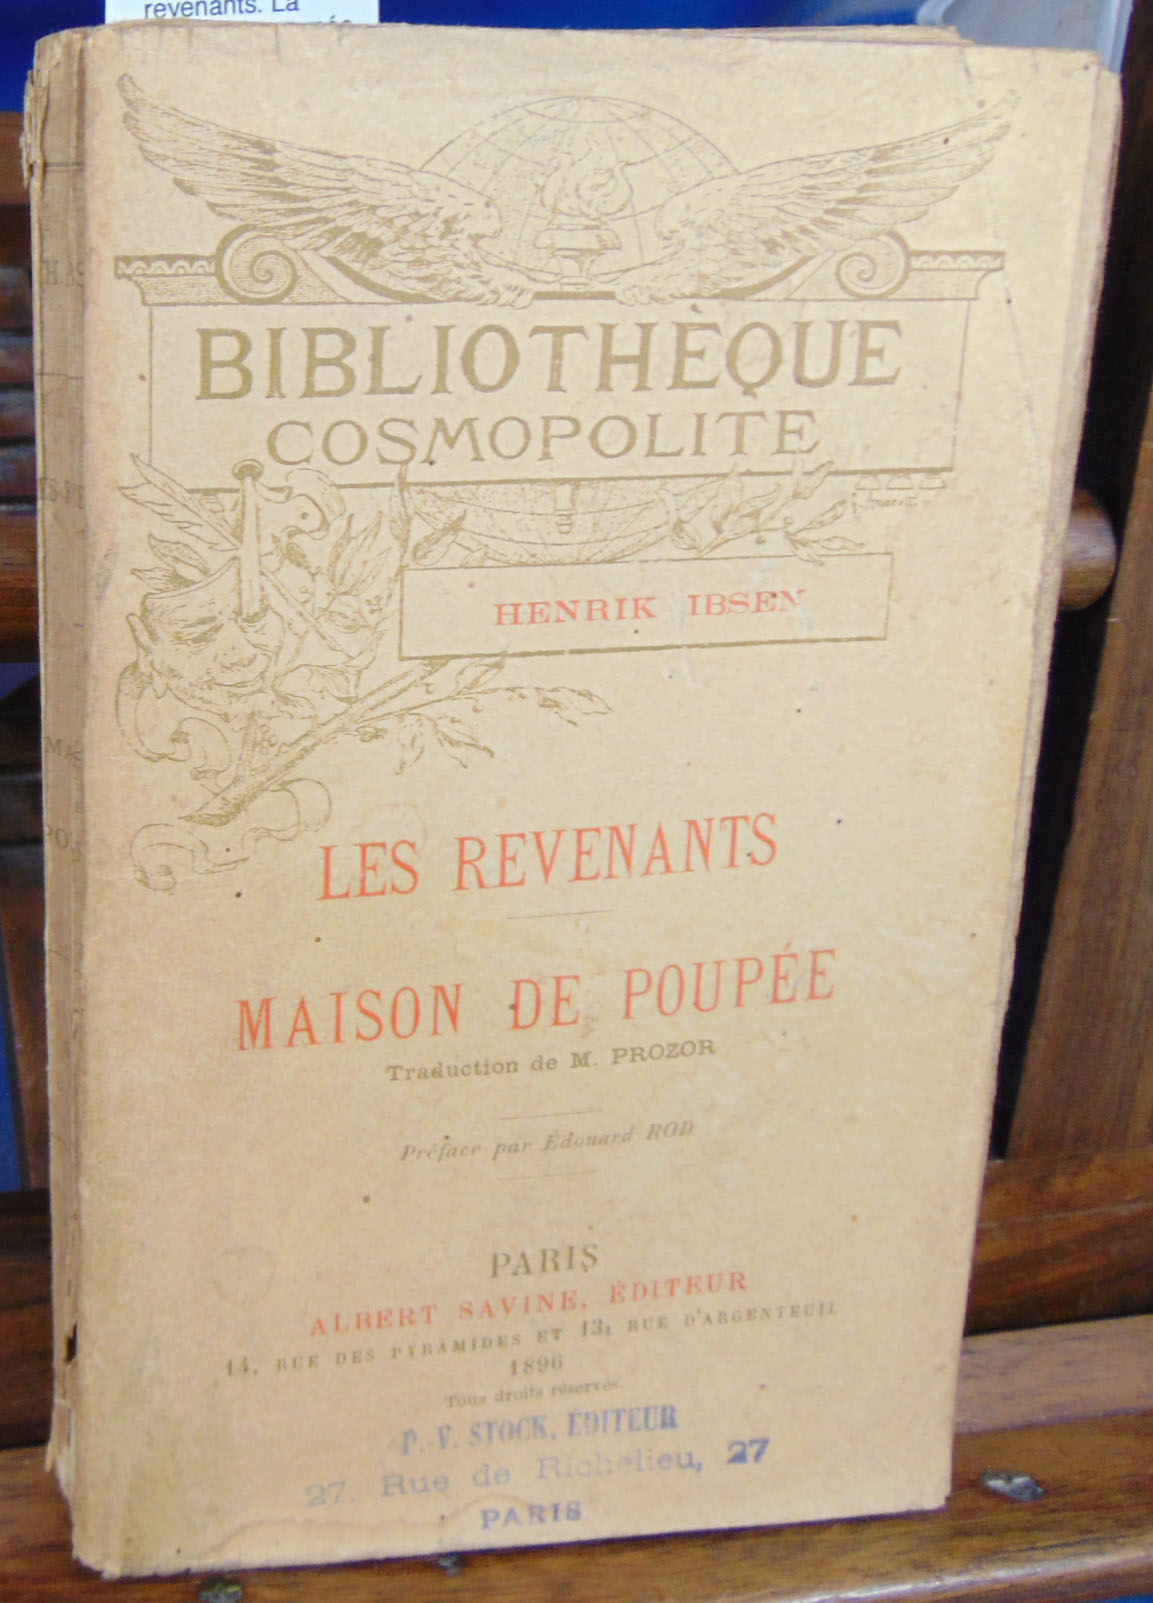 revenants. La
BIBLIOTHÈQUE
COSMOPOLITE
HENRIK IBSEN
LES REVENANTS
MAISON DE POUPÉE
Traduction de M. PROZOR
Préface par Édouard ROD
PARIS
ALBERT SAVINE, ÉDITEUR
14, RUE DES PYRAMIDES ET 13, RUE D'ARGENTEUIL
1896
Tous droits réservés.
P.-V. STOCK, ÉDITEUR
27, Rue de Richelieu, 27
PARIS